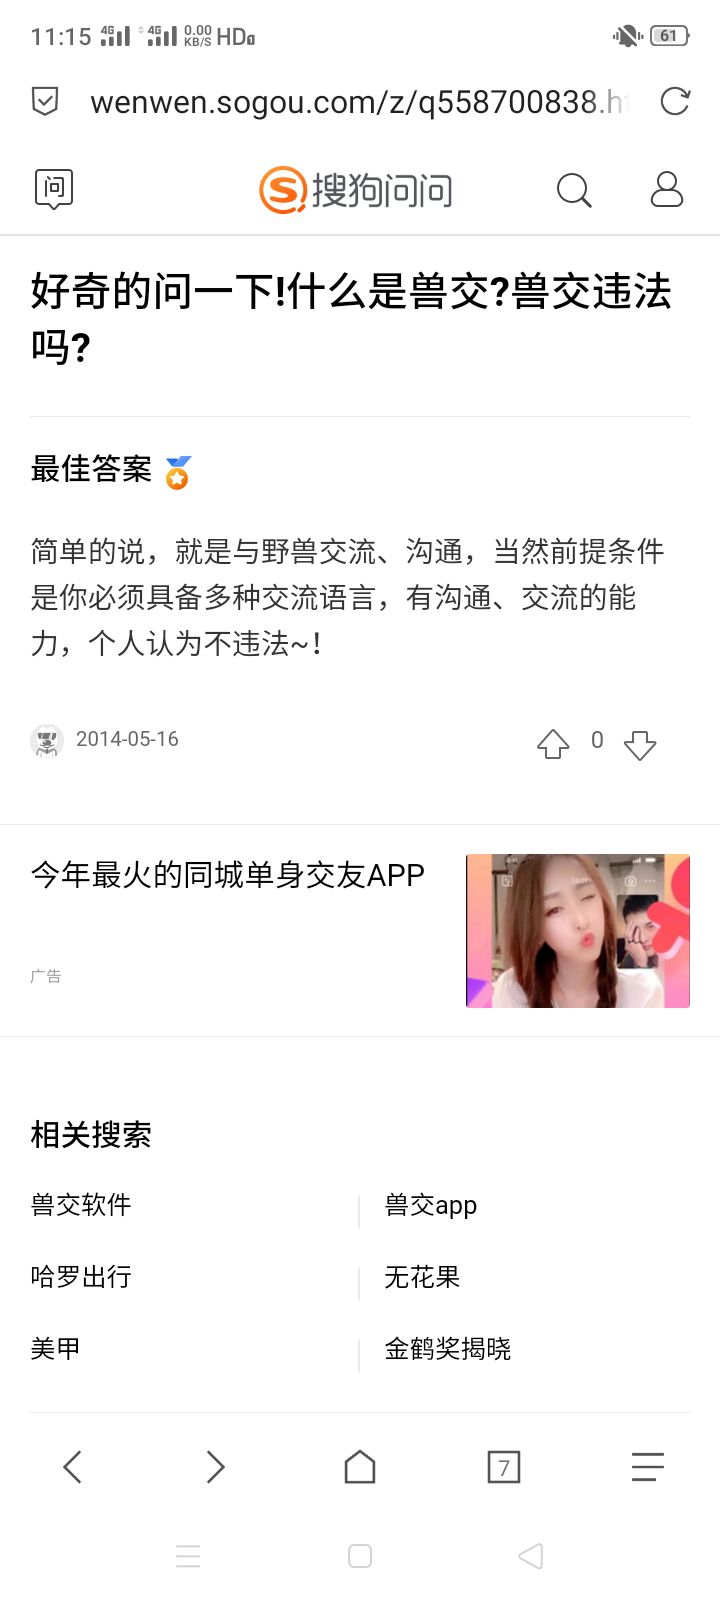 11:15 4G 4G 0.00 KB/S HD 61
wenwen.sogou.com/z/q558700838.h
问 搜狗问问
好奇的问一下!什么是兽交?兽交违法
吗?
最佳答案
简单的说，就是与野兽交流、沟通，当然前提条件
是你必须具备多种交流语言，有沟通、交流的能
力，个人认为不违法~！
2014-05-16 0
今年最火的同城单身交友APP
广告
相关搜索
兽交软件 兽交app
哈罗出行 无花果
美甲 金鹤奖揭晓
7